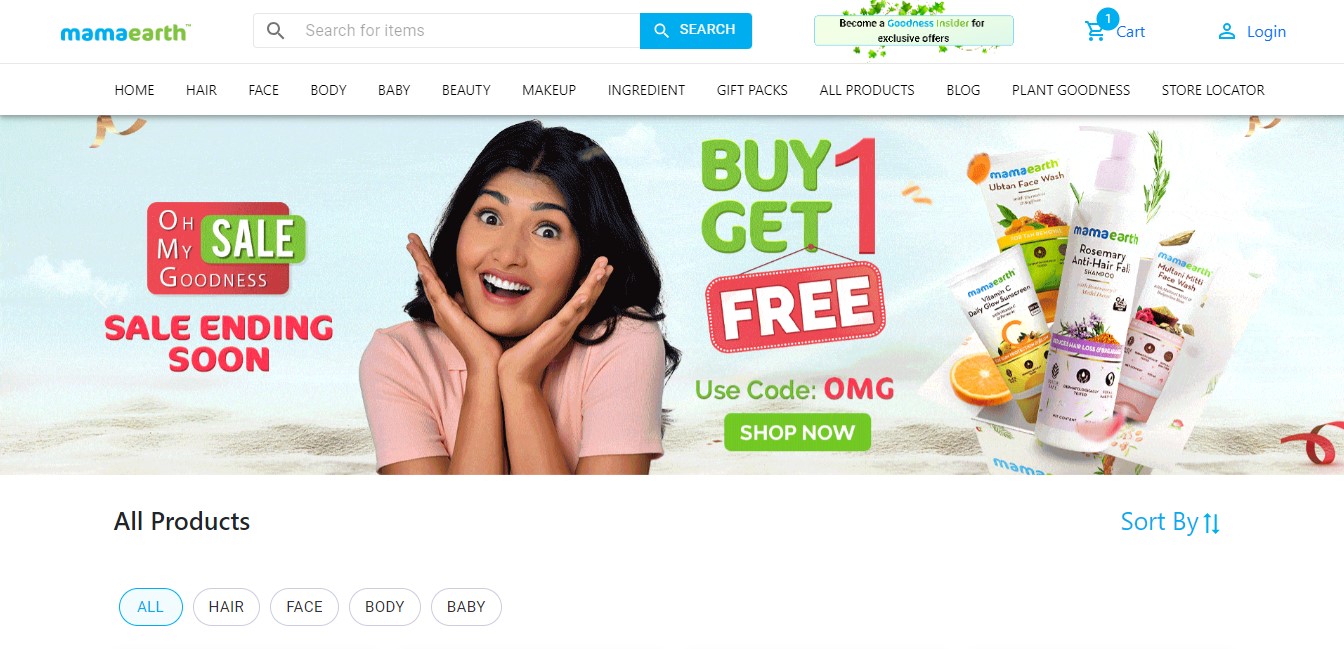 mamaearth™
Search for items
SEARCH
Become a Goodness Insider for
exclusive offers
1
Cart
Login
HOME HAIR FACE BODY BABY BEAUTY MAKEUP INGREDIENT GIFT PACKS ALL PRODUCTS BLOG PLANT GOODNESS STORE LOCATOR
OH
MY SALE
GOODNESS
SALE ENDING
SOON
BUY 1
GET 1
FREE
Use Code: OMG
SHOP NOW
mamaearth
Ubtan Face Wash
mamaearth
Vitamin C
Daily Glow Sunscreen
mamaearth
Rosemary
Anti-Hair Fall
SHAMPOO
REDUCES HAIR LOSS & BREAKAGE
mamaearth
Multani Mitti
Face Wash
All Products
Sort By
ALL HAIR FACE BODY BABY